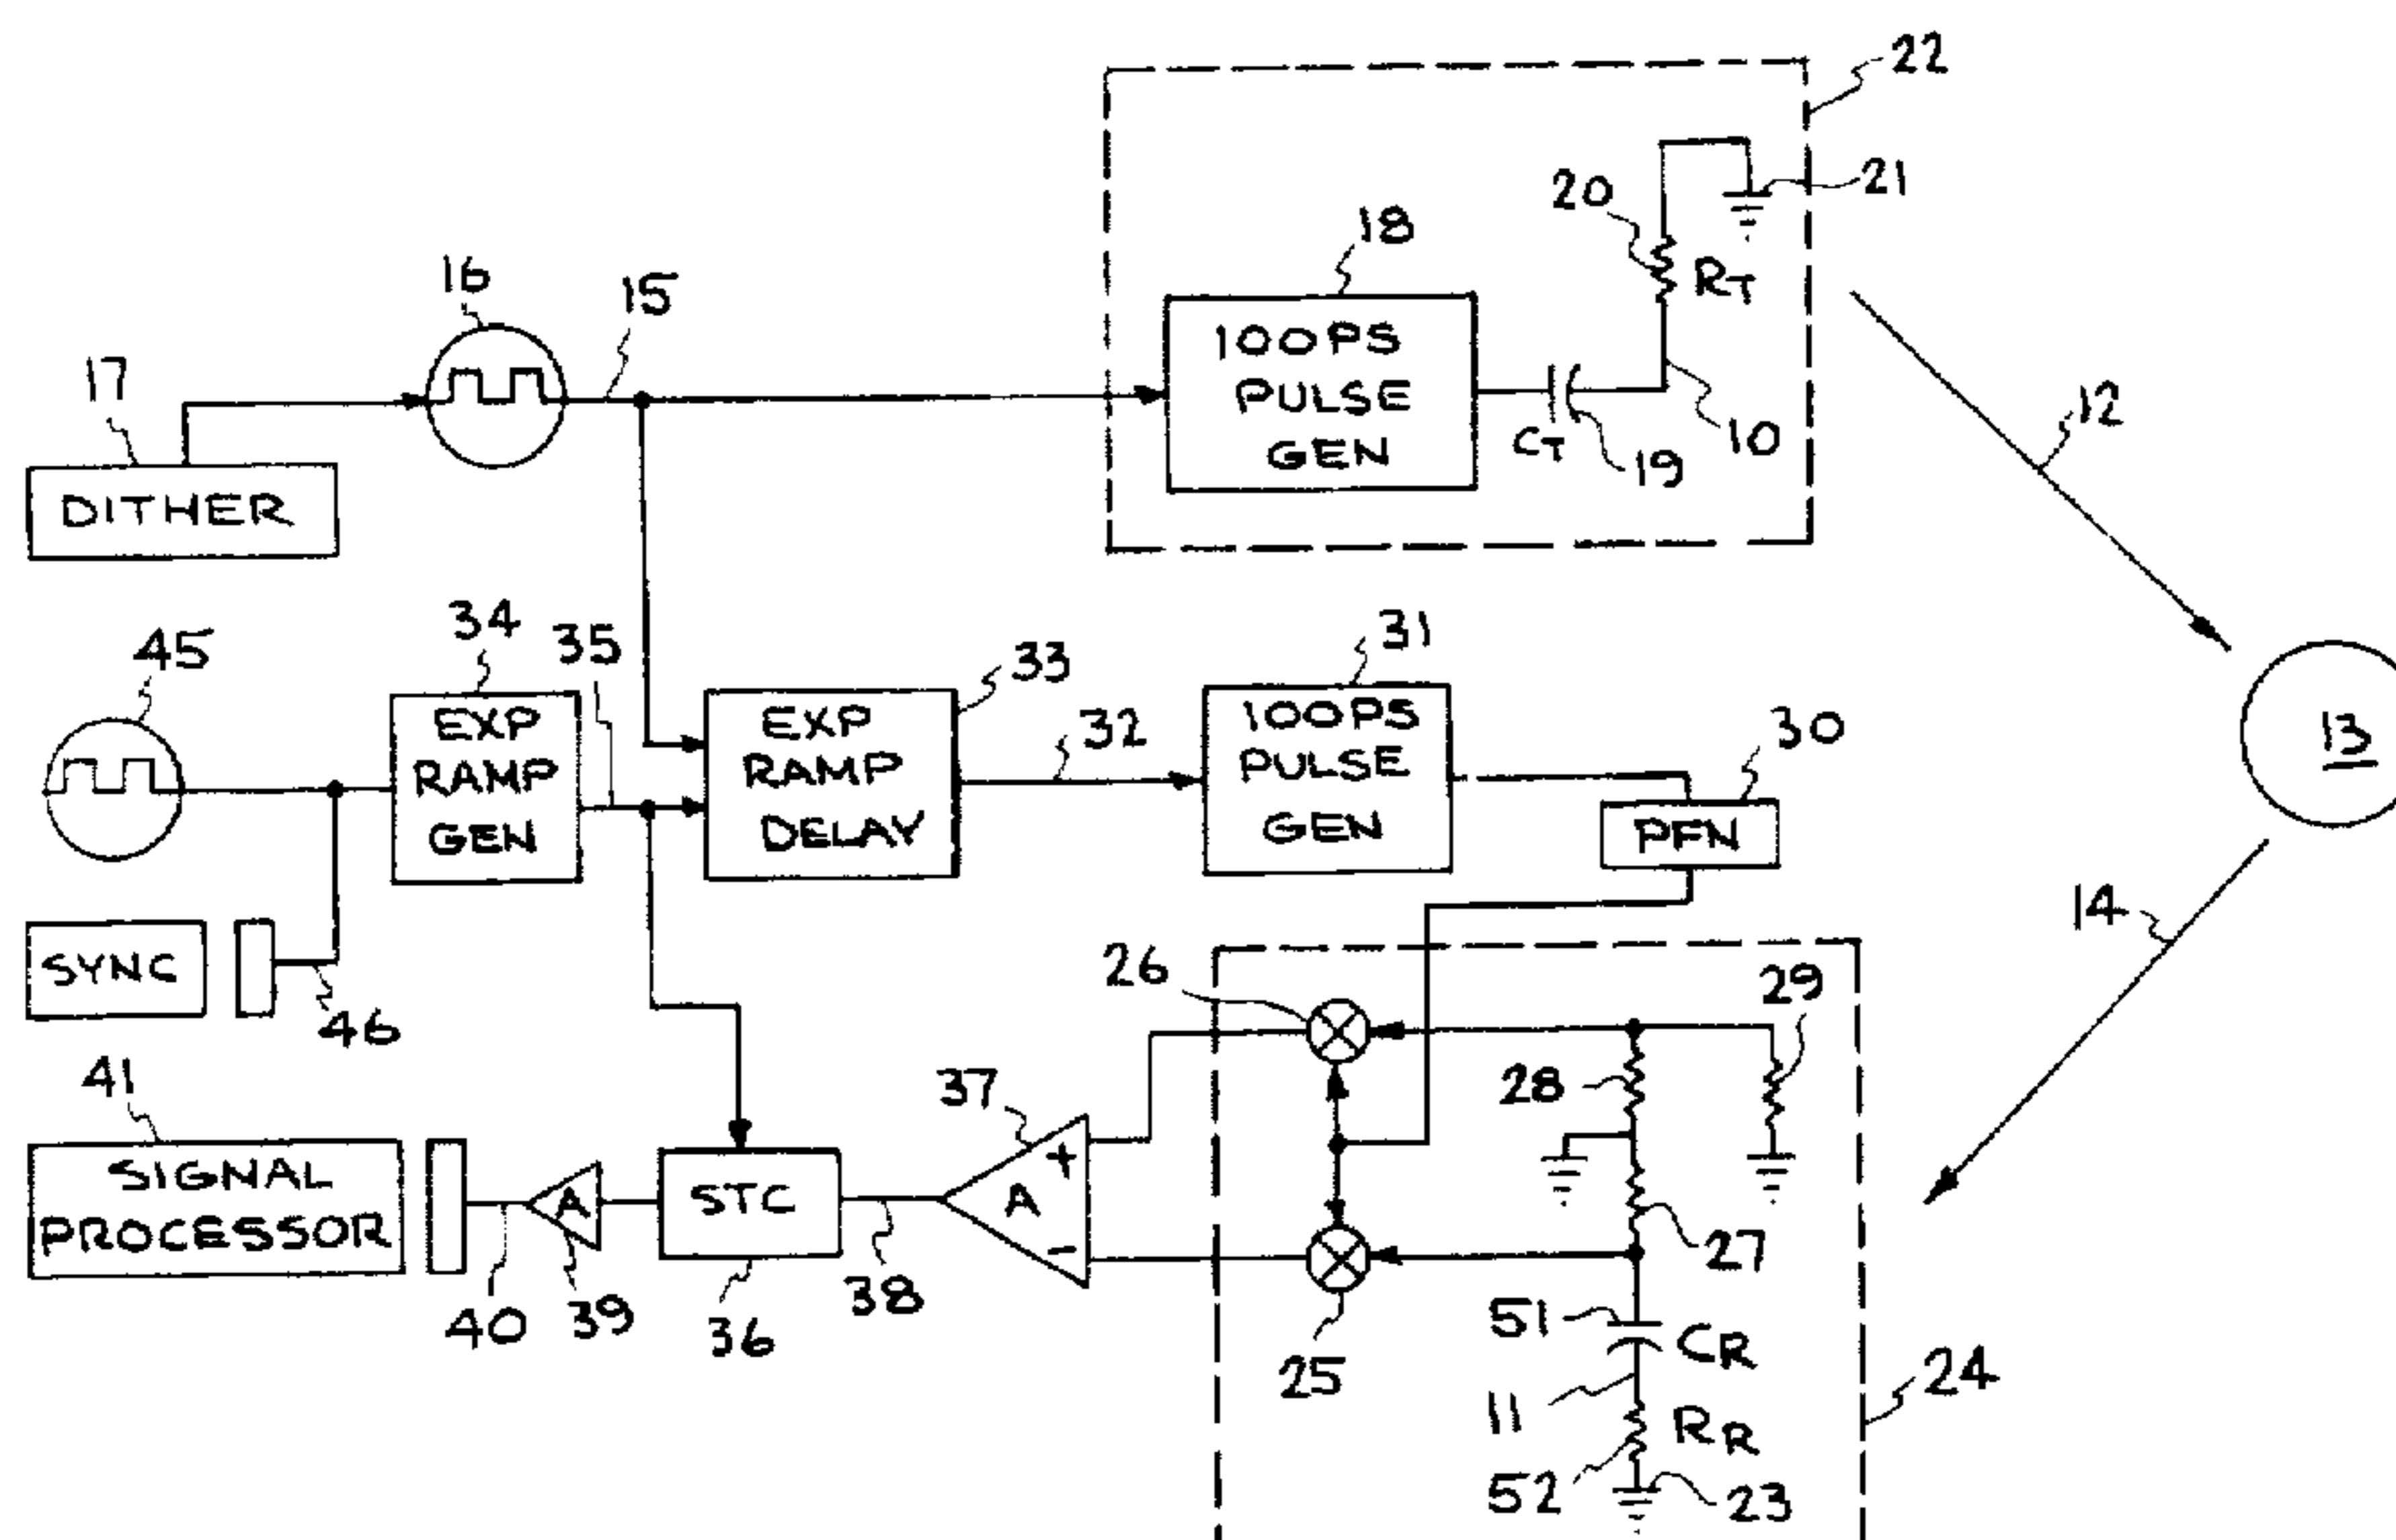 22
20
21
18
RT
16
15
100PS
PULSE
GEN
17
12
CT
19
10
DITHER
34
35
33
31
45
EXP
RAMP
GEN
EXP
RAMP
DELAY
32
100PS
PULSE
GEN
30
13
PFN
14
SYNC
46
26
29
41
37
28
SIGNAL
PROCESSOR
A
STC
A
+
-
27
40
39
36
38
25
51
CR
24
11
RR
52
23